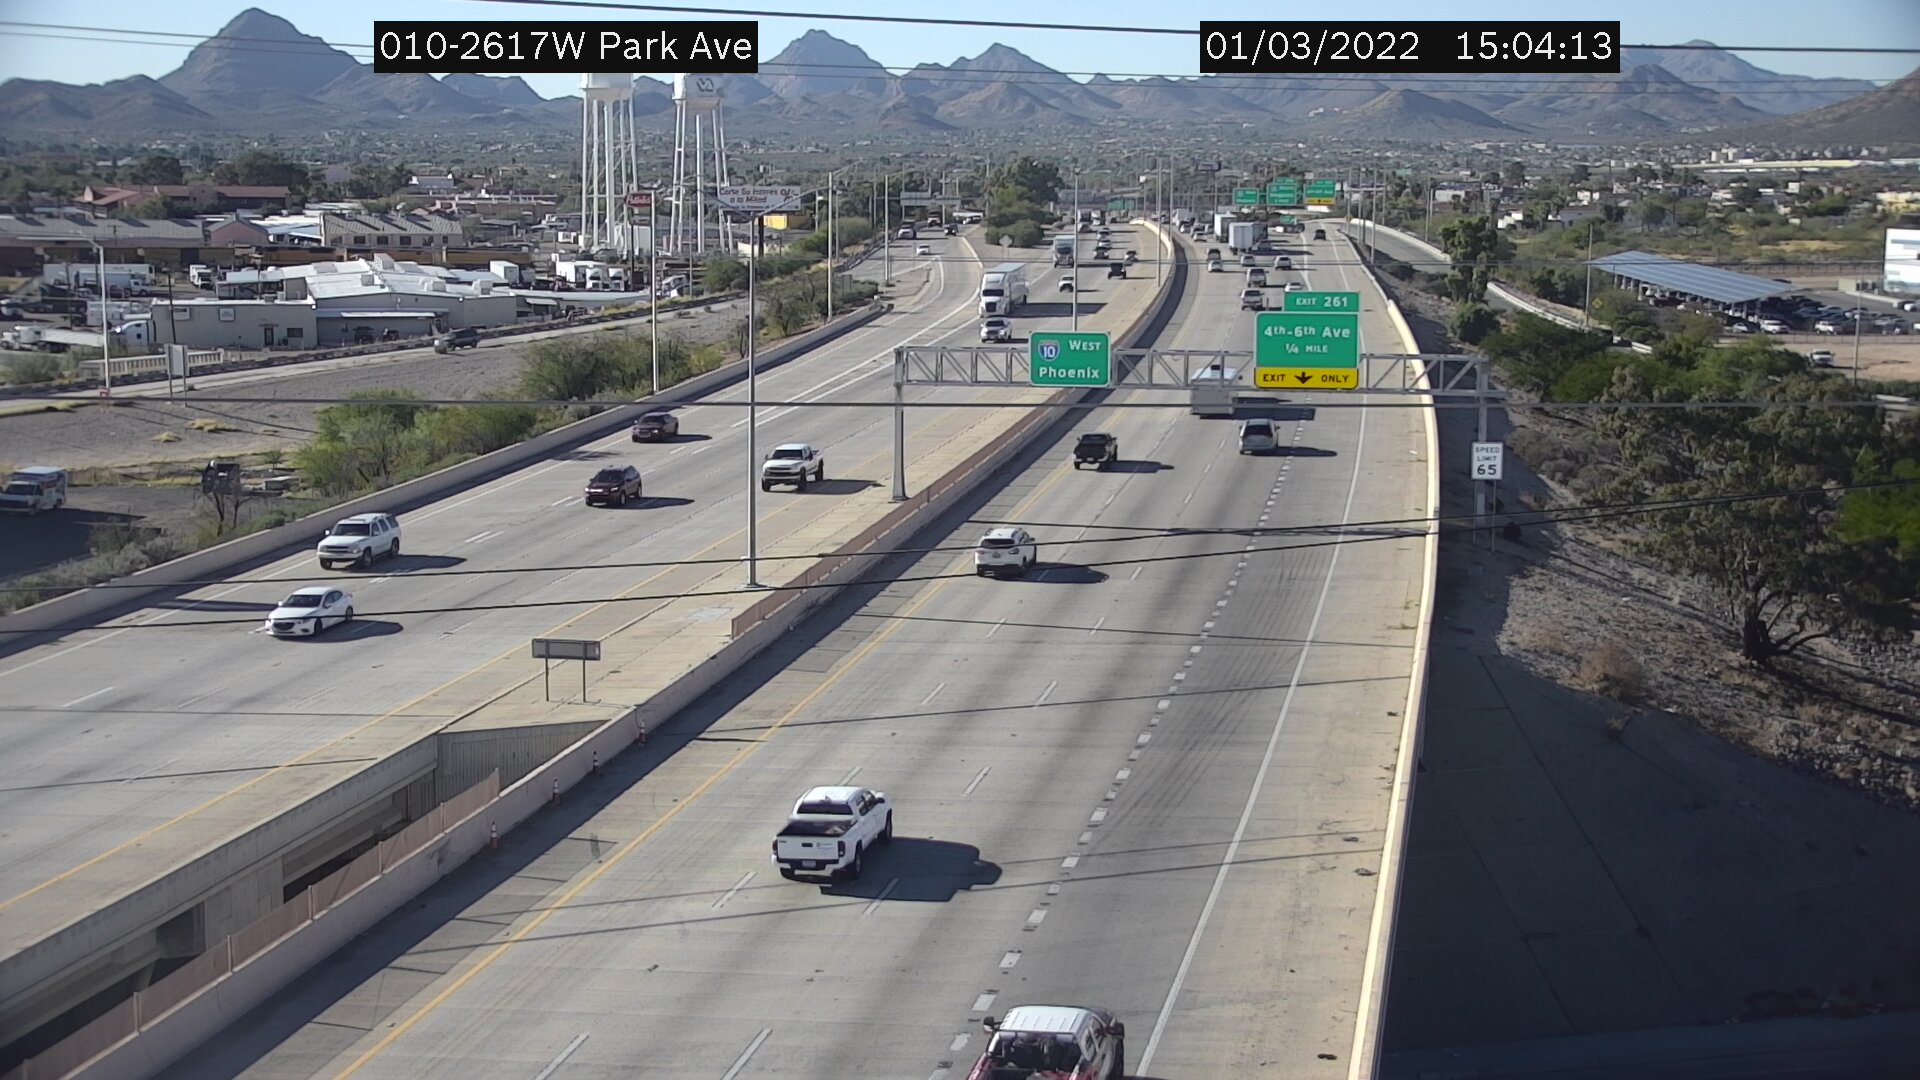 010-2617W Park Ave
01/03/2022 15:04:13
EXIT 261
4th-6th Ave
1/4 MILE
EXIT ONLY
10 WEST
Phoenix
SPEED
LIMIT
65